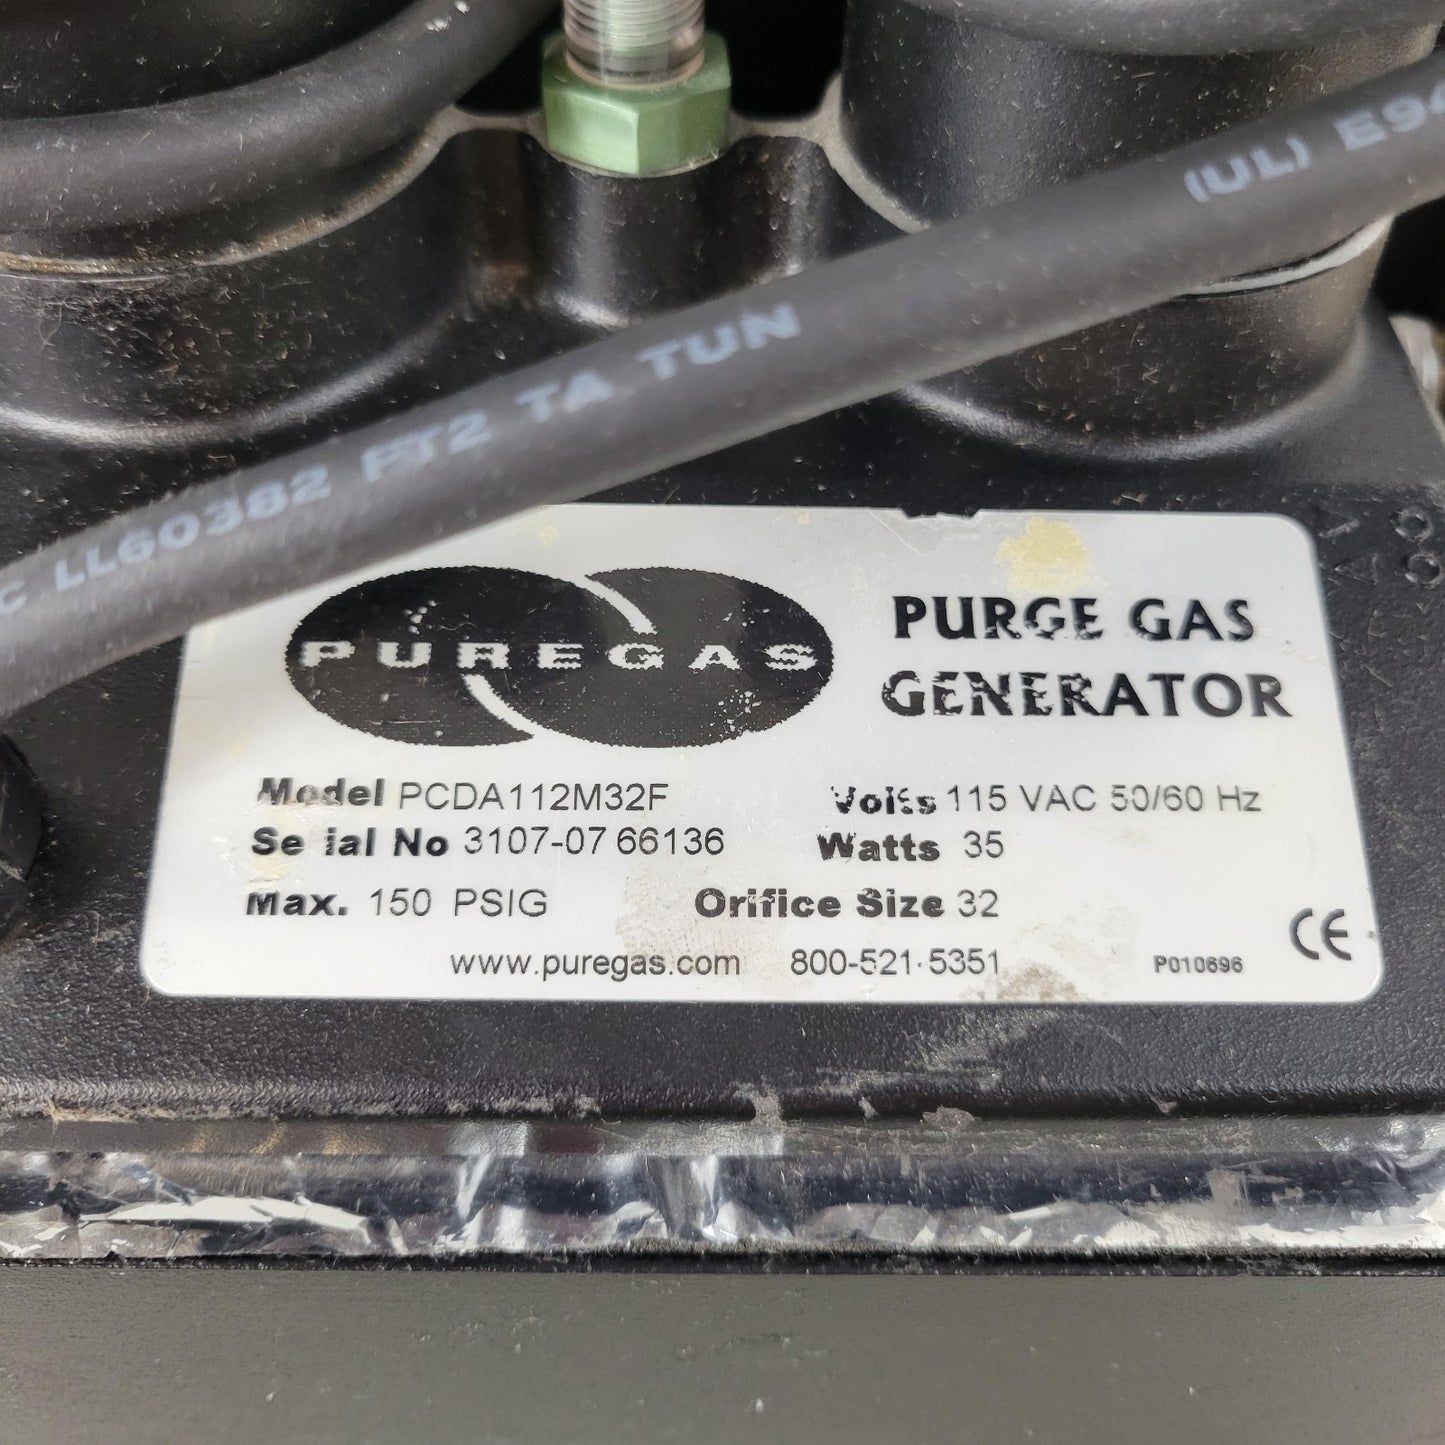 (UL) E94
C LL60382 FT2 TA TUN
PUREGAS
PURGE GAS
GENERATOR
Model PCDA112M32F
Volts 115 VAC 50/60 Hz
Serial No 3107-07 66136
Watts 35
Max. 150 PSIG
Orifice Size 32
www.puregas.com
800-521-5351
P010696
CE